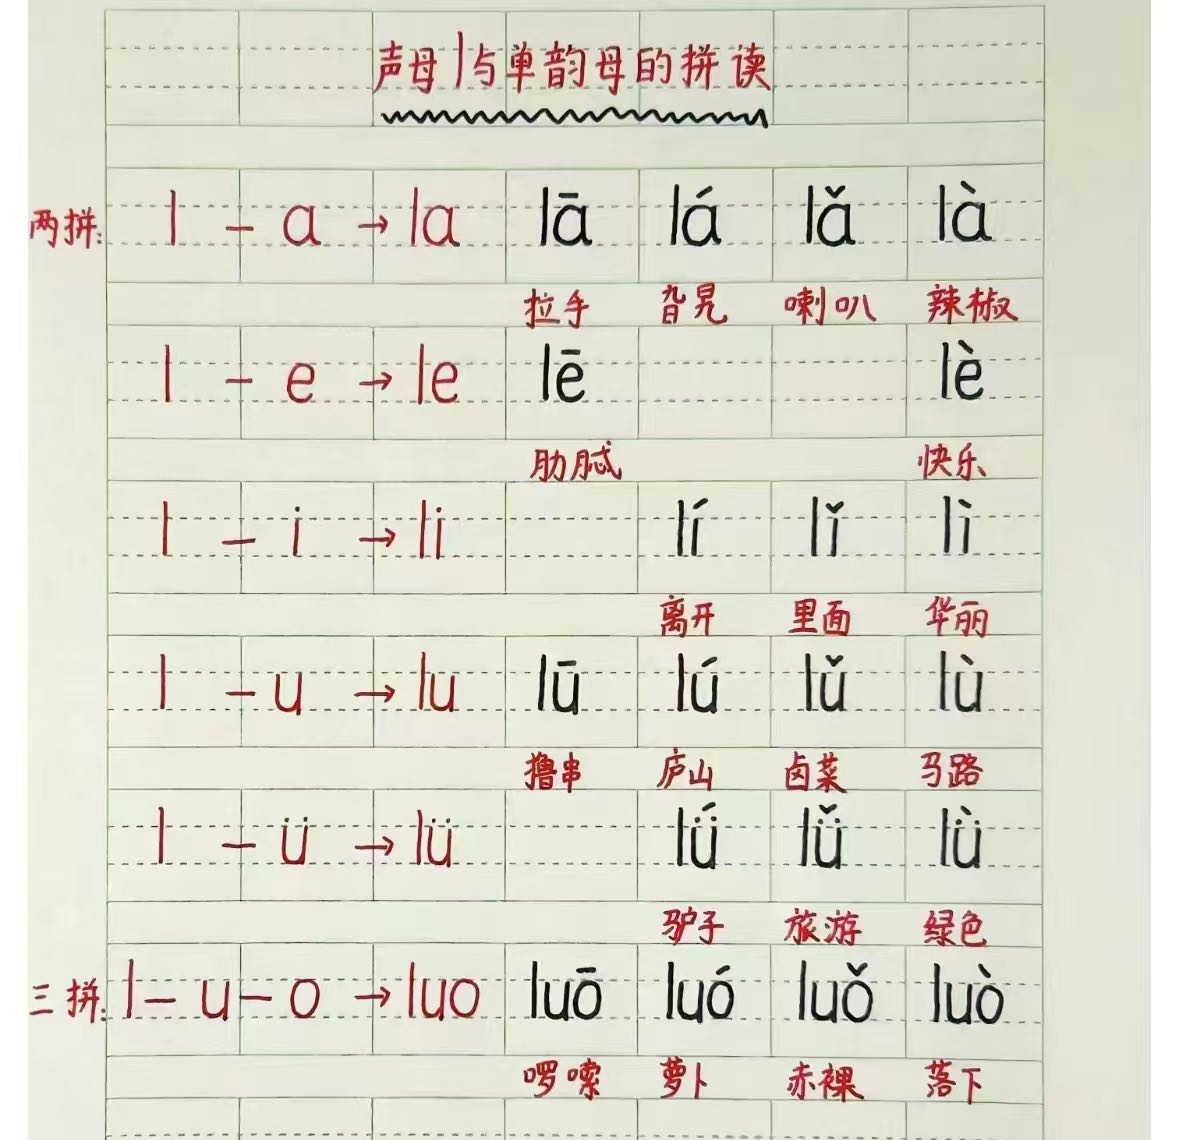 声母l与单韵母的拼读
两拼: l – a → la lā lá lǎ là
拉手 旮旯 喇叭 辣椒
l – e → le lē lè
肋脦 快乐
l – i → li lí lǐ lì
离开 里面 华丽
l – u → lu lū lú lǔ lù
撸串 庐山 卤菜 马路
l – ü → lü lǘ lǚ lǜ
驴子 旅游 绿色
三拼: l – u – o → luo luō luó luǒ luò
啰嗦 萝卜 赤裸 落下